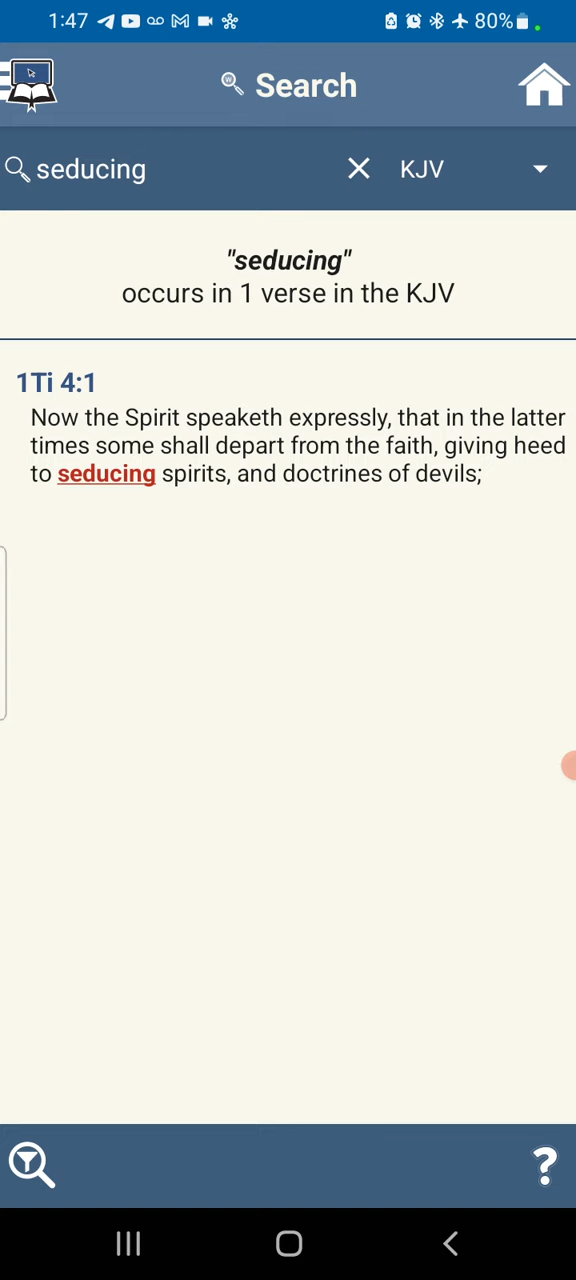 1:47
80%
Search
seducing
KJV
"seducing"
occurs in 1 verse in the KJV
1Ti 4:1
Now the Spirit speaketh expressly, that in the latter
times some shall depart from the faith, giving heed
to seducing spirits, and doctrines of devils;
?